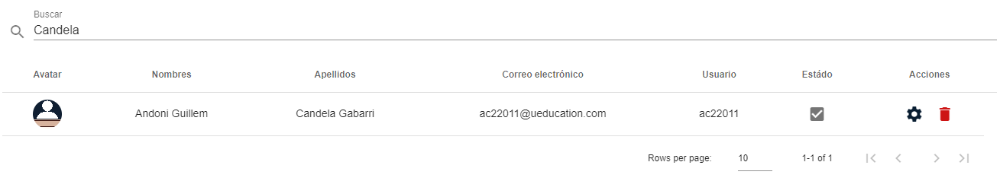 Buscar
Candela
Avatar Nombres Apellidos Correo electrónico Usuario Estádo Acciones
Andoni Guillem Candela Gabarri ac22011@ueducation.com ac22011
Rows per page: 10 1-1 of 1